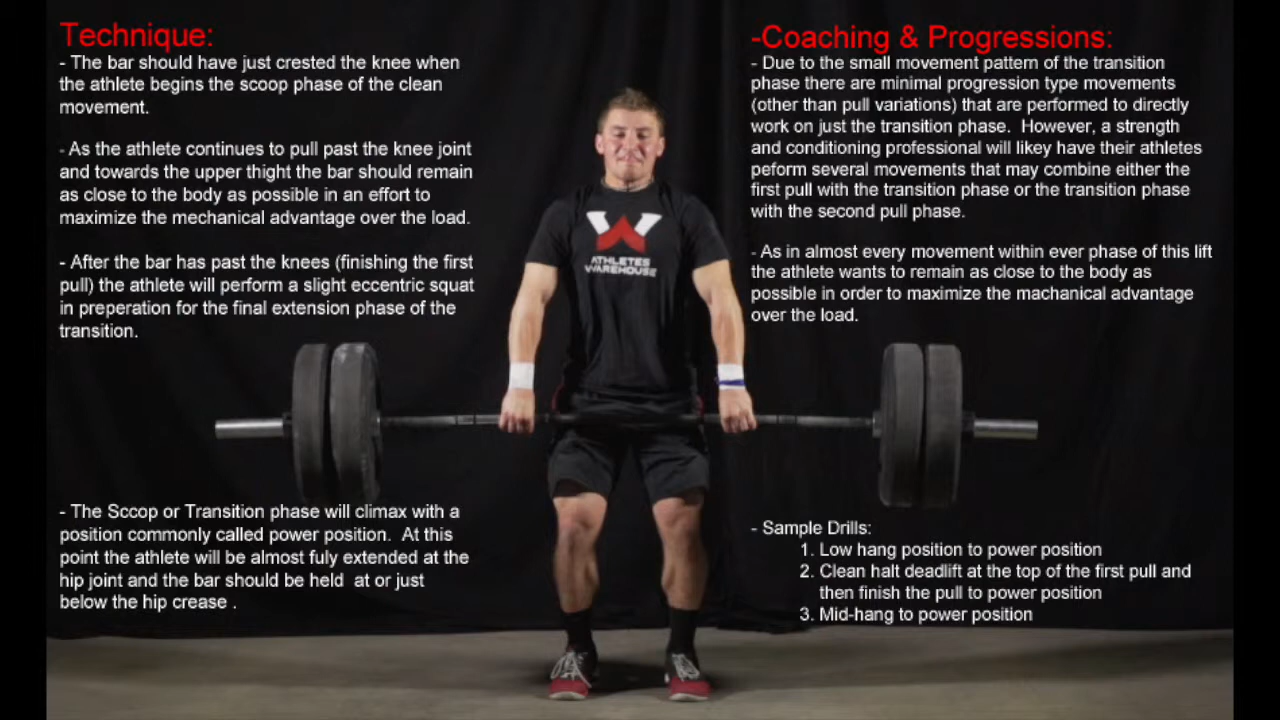 Technique:
- The bar should have just crested the knee when
the athlete begins the scoop phase of the clean
movement.
- As the athlete continues to pull past the knee joint
and towards the upper thight the bar should remain
as close to the body as possible in an effort to
maximize the mechanical advantage over the load.
- After the bar has past the knees (finishing the first
pull) the athlete will perform a slight eccentric squat
in preperation for the final extension phase of the
transition.
- The Sccop or Transition phase will climax with a
position commonly called power position. At this
point the athlete will be almost fuly extended at the
hip joint and the bar should be held at or just
below the hip crease .
ATHLETES
WAREHOUSE
-Coaching & Progressions:
- Due to the small movement pattern of the transition
phase there are minimal progression type movements
(other than pull variations) that are performed to directly
work on just the transition phase. However, a strength
and conditioning professional will likey have their athletes
peform several movements that may combine either the
first pull with the transition phase or the transition phase
with the second pull phase.
- As in almost every movement within ever phase of this lift
the athlete wants to remain as close to the body as
possible in order to maximize the machanical advantage
over the load.
- Sample Drills:
1. Low hang position to power position
2. Clean halt deadlift at the top of the first pull and
then finish the pull to power position
3. Mid-hang to power position